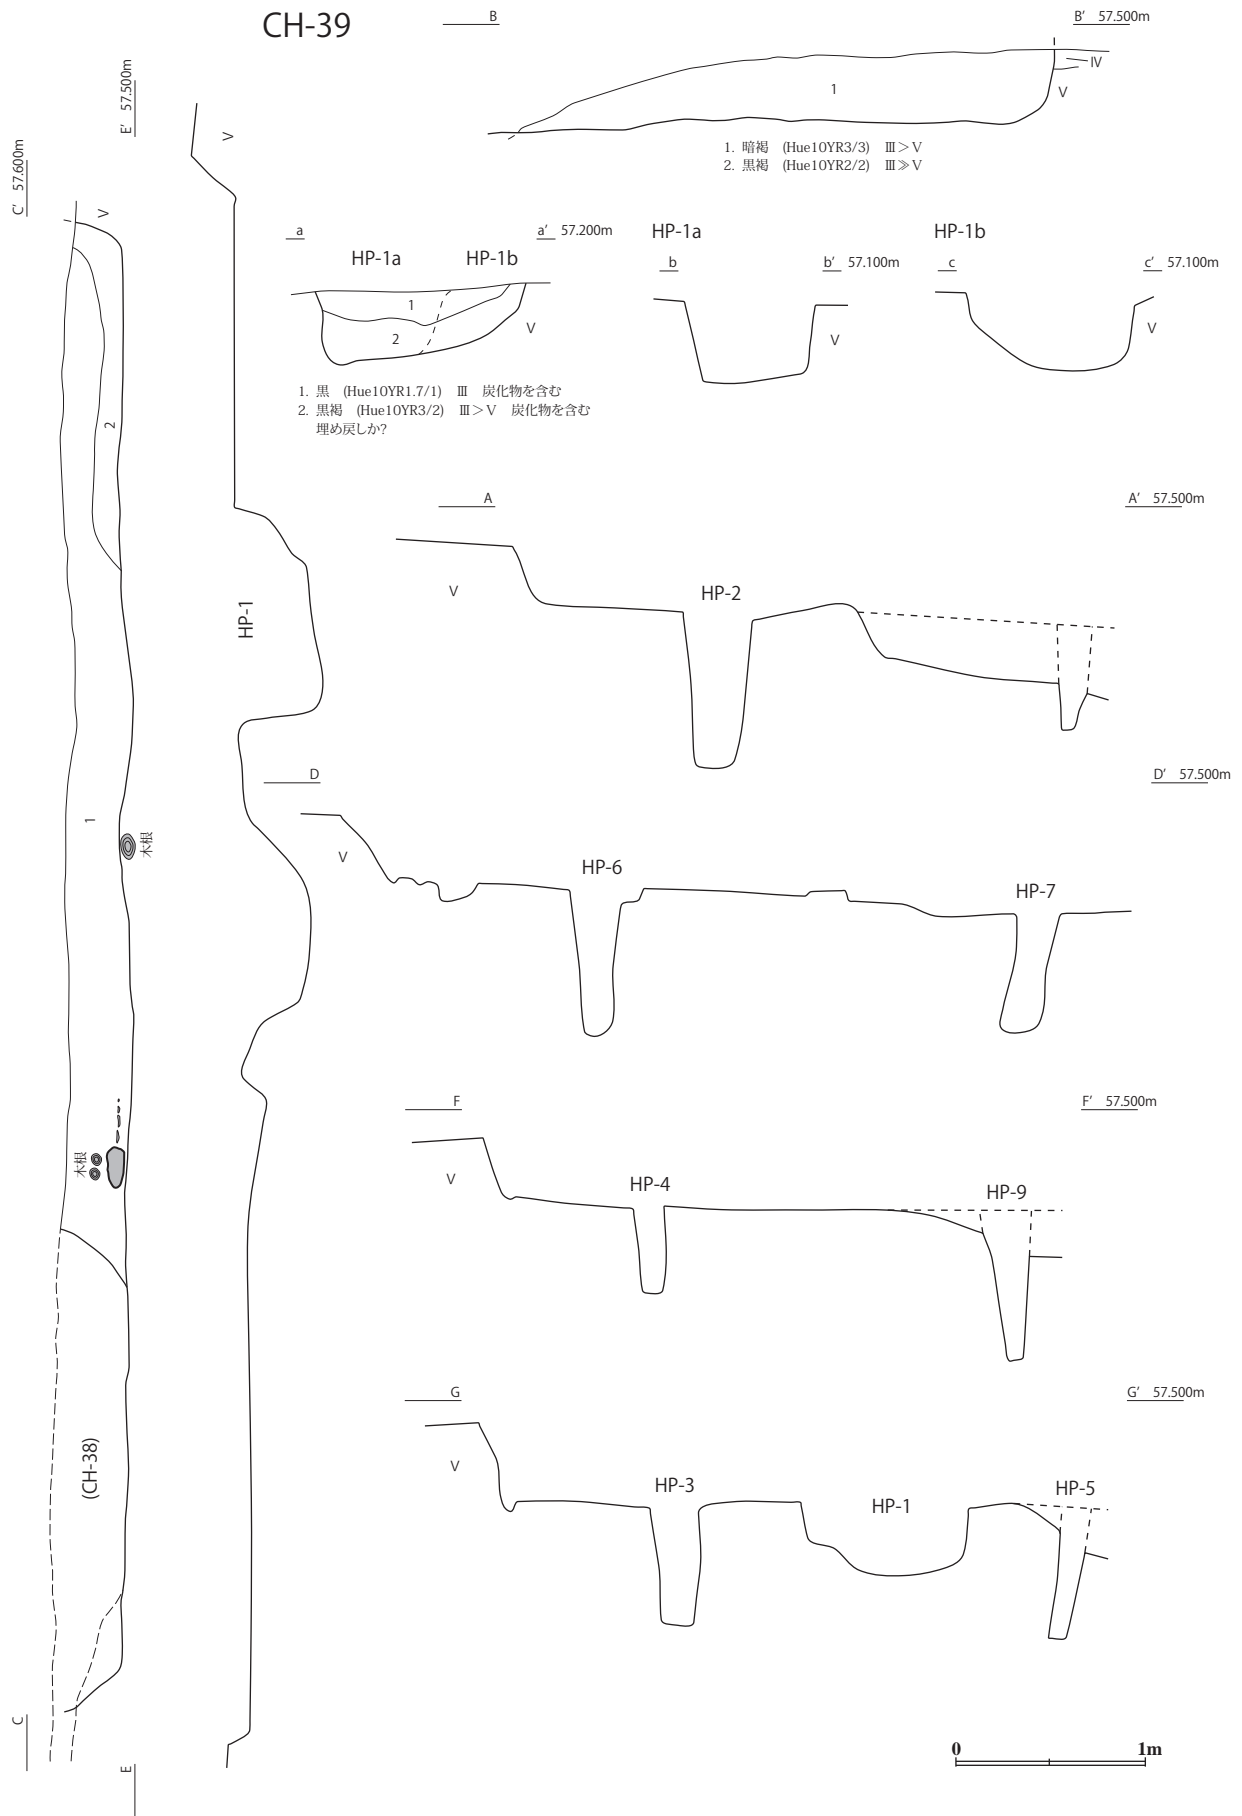 CH-39
B
B′ 57.500m
Ⅳ
Ⅴ
1
1. 暗褐 (Hue10YR3/3) Ⅲ＞Ⅴ
2. 黒褐 (Hue10YR2/2) Ⅲ≫Ⅴ
E′ 57.500m
C′ 57.600m
Ⅴ
Ⅴ
2
1
木根
木根
(CH-38)
C
E
HP-1
a
a′ 57.200m
HP-1a
HP-1b
1
2
Ⅴ
1. 黒 (Hue10YR1.7/1) Ⅲ 炭化物を含む
2. 黒褐 (Hue10YR3/2) Ⅲ＞Ⅴ 炭化物を含む
埋め戻しか?
HP-1a
b
b′ 57.100m
Ⅴ
HP-1b
c
c′ 57.100m
Ⅴ
A
A′ 57.500m
Ⅴ
HP-2
D
D′ 57.500m
Ⅴ
HP-6
HP-7
F
F′ 57.500m
Ⅴ
HP-4
HP-9
G
G′ 57.500m
Ⅴ
HP-3
HP-1
HP-5
0
1m